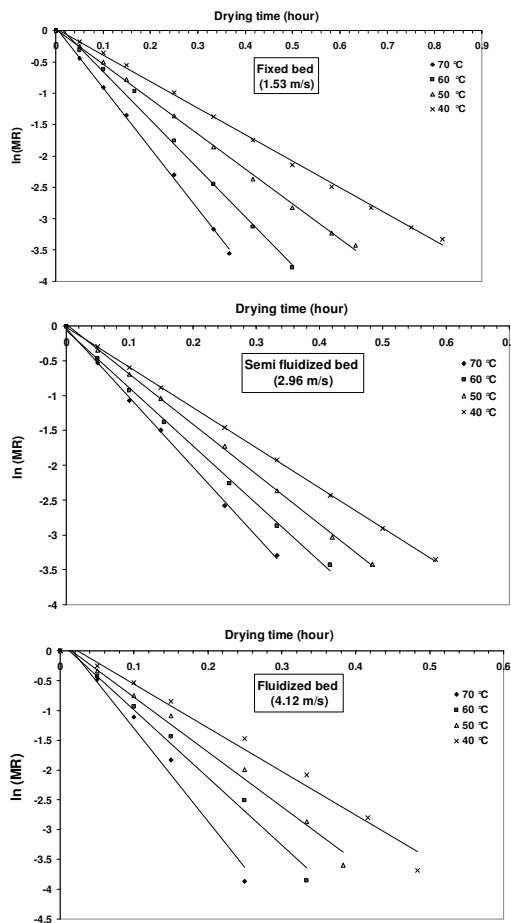 Drying time (hour)
0 0.1 0.2 0.3 0.4 0.5 0.6 0.7 0.8 0.9
0
-0.5
-1
-1.5
-2
-2.5
-3
-3.5
-4
ln(MR)
Fixed bed
(1.53 m/s)
70 °C
60 °C
50 °C
40 °C
Drying time (hour)
0 0.1 0.2 0.3 0.4 0.5 0.6
0
-0.5
-1
-1.5
-2
-2.5
-3
-3.5
-4
ln (MR)
Semi fluidized bed
(2.96 m/s)
70 °C
60 °C
50 °C
40 °C
Drying time (hour)
0 0.1 0.2 0.3 0.4 0.5 0.6
0
-0.5
-1
-1.5
-2
-2.5
-3
-3.5
-4
-4.5
ln (MR)
Fluidized bed
(4.12 m/s)
70 °C
60 °C
50 °C
40 °C